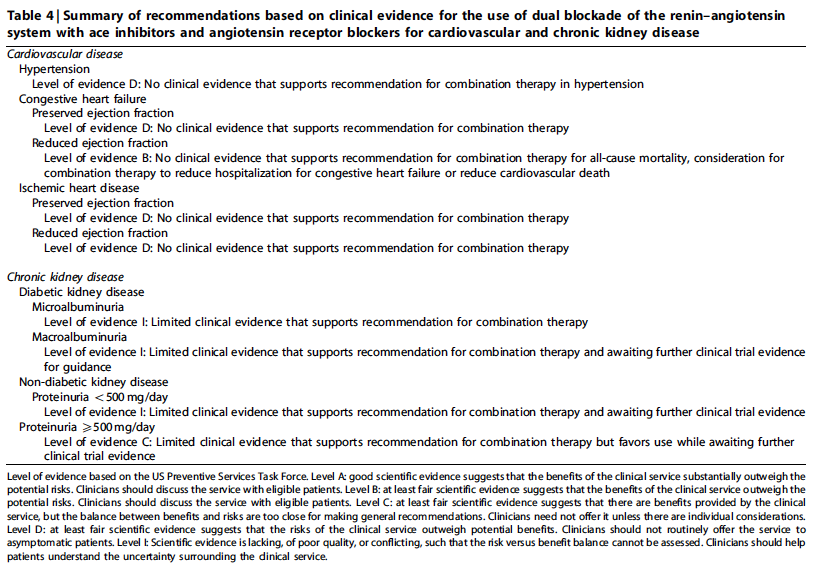 Table 4 | Summary of recommendations based on clinical evidence for the use of dual blockade of the renin–angiotensin
system with ace inhibitors and angiotensin receptor blockers for cardiovascular and chronic kidney disease
Cardiovascular disease
Hypertension
Level of evidence D: No clinical evidence that supports recommendation for combination therapy in hypertension
Congestive heart failure
Preserved ejection fraction
Level of evidence D: No clinical evidence that supports recommendation for combination therapy
Reduced ejection fraction
Level of evidence B: No clinical evidence that supports recommendation for combination therapy for all-cause mortality, consideration for
combination therapy to reduce hospitalization for congestive heart failure or reduce cardiovascular death
Ischemic heart disease
Preserved ejection fraction
Level of evidence D: No clinical evidence that supports recommendation for combination therapy
Reduced ejection fraction
Level of evidence D: No clinical evidence that supports recommendation for combination therapy
Chronic kidney disease
Diabetic kidney disease
Microalbuminuria
Level of evidence I: Limited clinical evidence that supports recommendation for combination therapy
Macroalbuminuria
Level of evidence I: Limited clinical evidence that supports recommendation for combination therapy and awaiting further clinical trial evidence
for guidance
Non-diabetic kidney disease
Proteinuria <500 mg/day
Level of evidence I: Limited clinical evidence that supports recommendation for combination therapy and awaiting further clinical trial evidence
Proteinuria ⩾500 mg/day
Level of evidence C: Limited clinical evidence that supports recommendation for combination therapy but favors use while awaiting further
clinical trial evidence
Level of evidence based on the US Preventive Services Task Force. Level A: good scientific evidence suggests that the benefits of the clinical service substantially outweigh the
potential risks. Clinicians should discuss the service with eligible patients. Level B: at least fair scientific evidence suggests that the benefits of the clinical service outweigh the
potential risks. Clinicians should discuss the service with eligible patients. Level C: at least fair scientific evidence suggests that there are benefits provided by the clinical
service, but the balance between benefits and risks are too close for making general recommendations. Clinicians need not offer it unless there are individual considerations.
Level D: at least fair scientific evidence suggests that the risks of the clinical service outweigh potential benefits. Clinicians should not routinely offer the service to
asymptomatic patients. Level I: Scientific evidence is lacking, of poor quality, or conflicting, such that the risk versus benefit balance cannot be assessed. Clinicians should help
patients understand the uncertainty surrounding the clinical service.